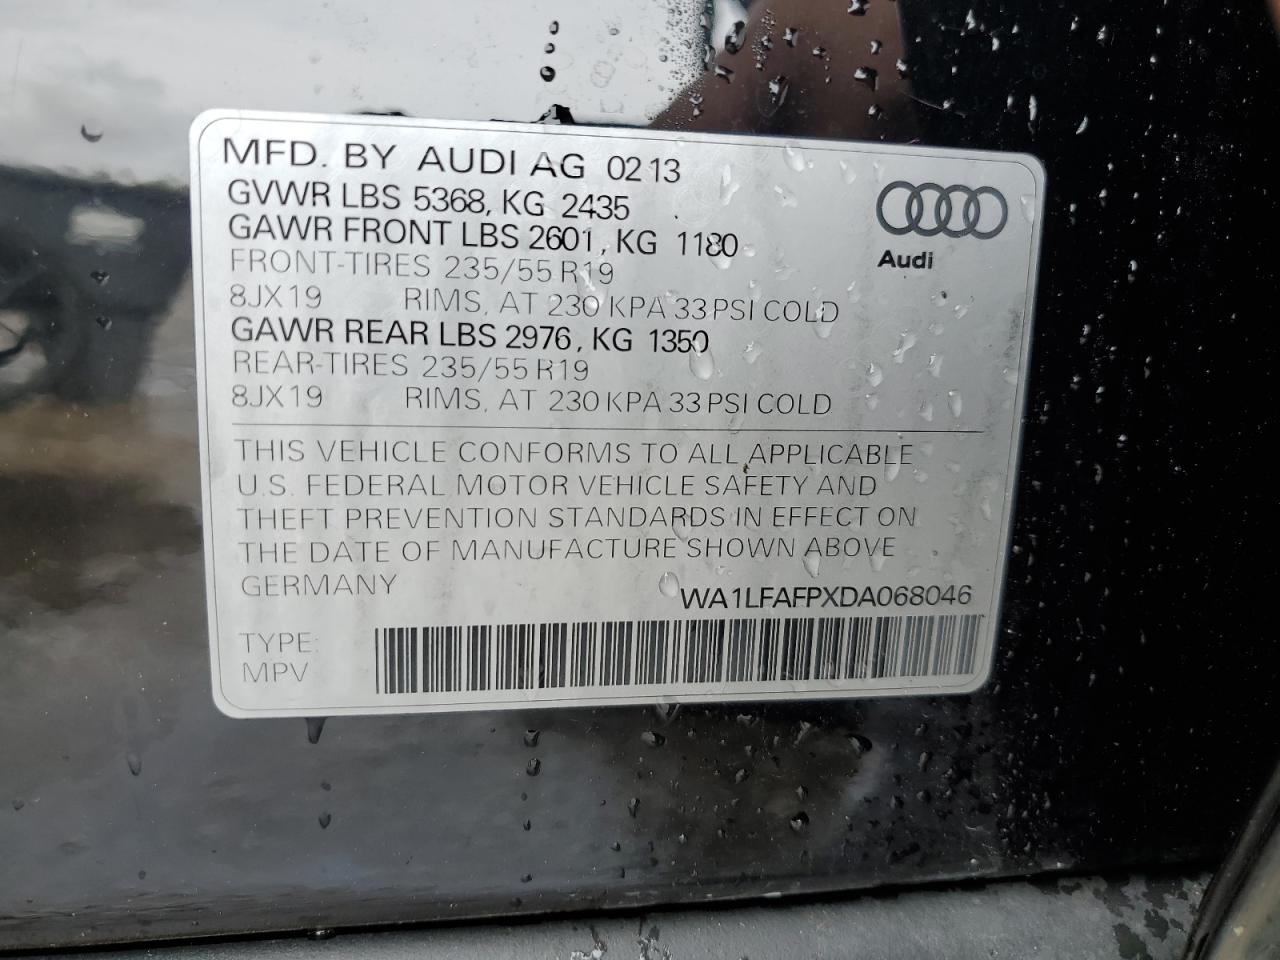 MFD. BY AUDI AG 02 13
GVWR LBS 5368, KG 2435
GAWR FRONT LBS 2601, KG 1180
FRONT-TIRES 235/55 R19
8JX19 RIMS, AT 230 KPA 33 PSI COLD
GAWR REAR LBS 2976, KG 1350
REAR-TIRES 235/55 R19
8JX19 RIMS, AT 230 KPA 33 PSI COLD
Audi
THIS VEHICLE CONFORMS TO ALL APPLICABLE
U.S. FEDERAL MOTOR VEHICLE SAFETY AND
THEFT PREVENTION STANDARDS IN EFFECT ON
THE DATE OF MANUFACTURE SHOWN ABOVE
GERMANY
WA1LFAFPXDA068046
TYPE:
MPV